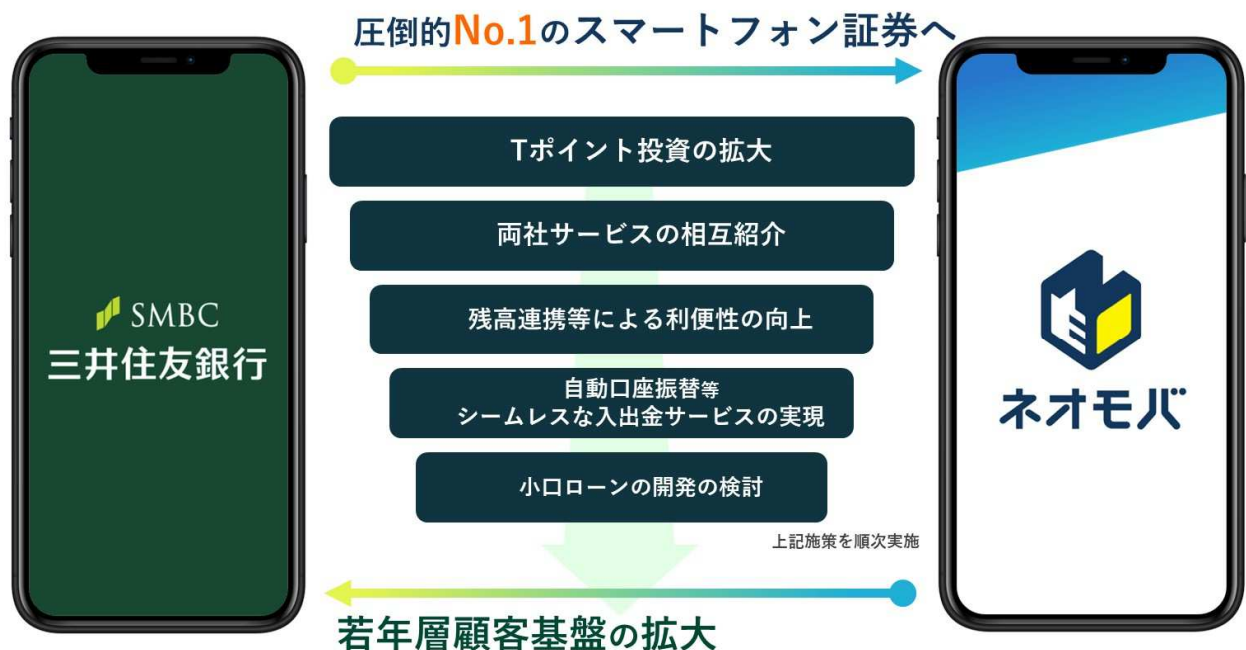 圧倒的No.1のスマートフォン証券へ
Tポイント投資の拡大
両社サービスの相互紹介
残高連携等による利便性の向上
自動口座振替等
シームレスな入出金サービスの実現
小口ローンの開発の検討
上記施策を順次実施
若年層顧客基盤の拡大
SMBC
三井住友銀行
ネオモバ